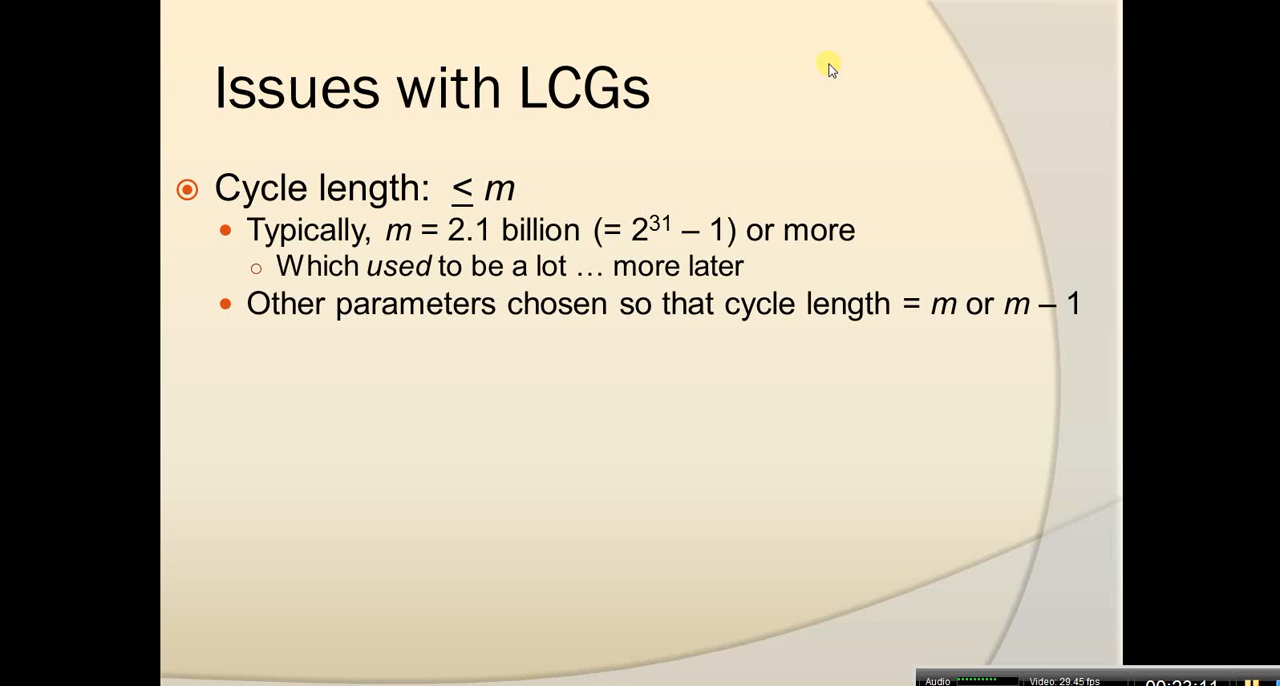 Issues with LCGs
Cycle length: ≤ m
Typically, m = 2.1 billion (= 2³¹ – 1) or more
Which used to be a lot … more later
Other parameters chosen so that cycle length = m or m – 1
Audio Video: 29.45 fps